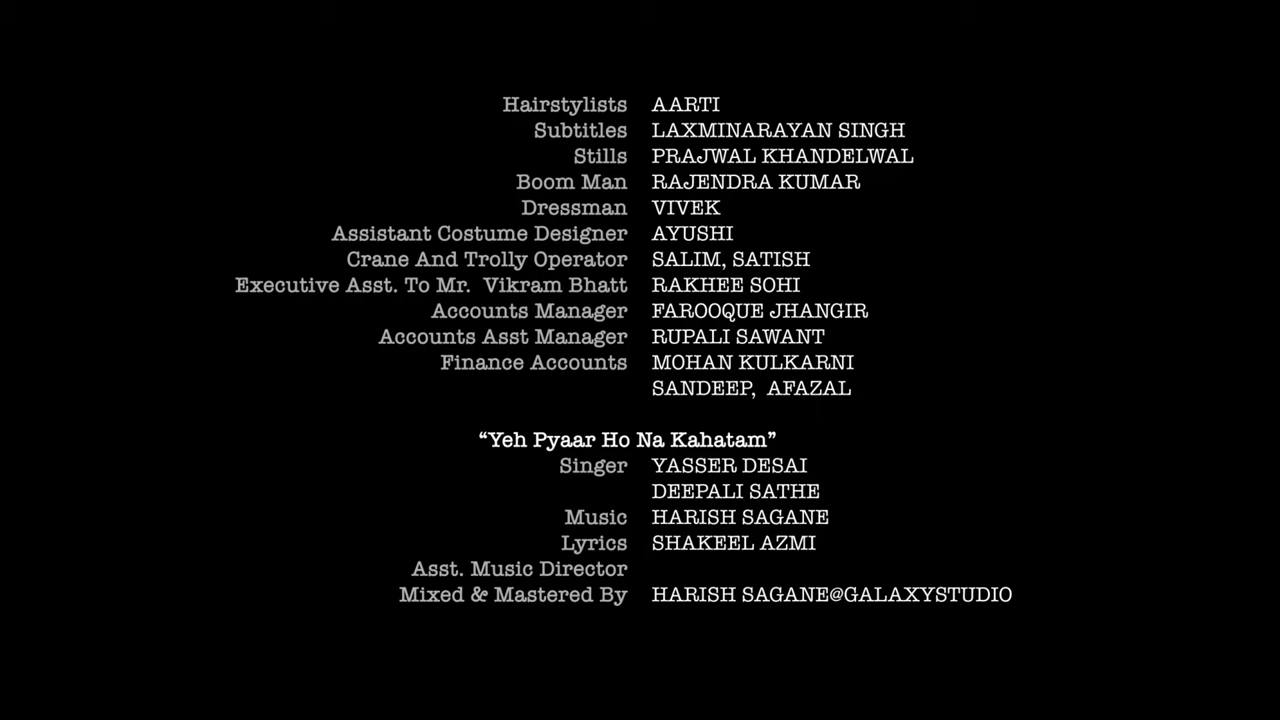 Hairstylists AARTI
Subtitles LAXMINARAYAN SINGH
Stills PRAJWAL KHANDELWAL
Boom Man RAJENDRA KUMAR
Dressman VIVEK
Assistant Costume Designer AYUSHI
Crane And Trolly Operator SALIM, SATISH
Executive Asst. To Mr. Vikram Bhatt RAKHEE SOHI
Accounts Manager FAROOQUE JHANGIR
Accounts Asst Manager RUPALI SAWANT
Finance Accounts MOHAN KULKARNI
SANDEEP, AFAZAL
“Yeh Pyaar Ho Na Kahatam”
Singer YASSER DESAI
DEEPALI SATHE
Music HARISH SAGANE
Lyrics SHAKEEL AZMI
Asst. Music Director
Mixed & Mastered By HARISH SAGANE@GALAXYSTUDIO